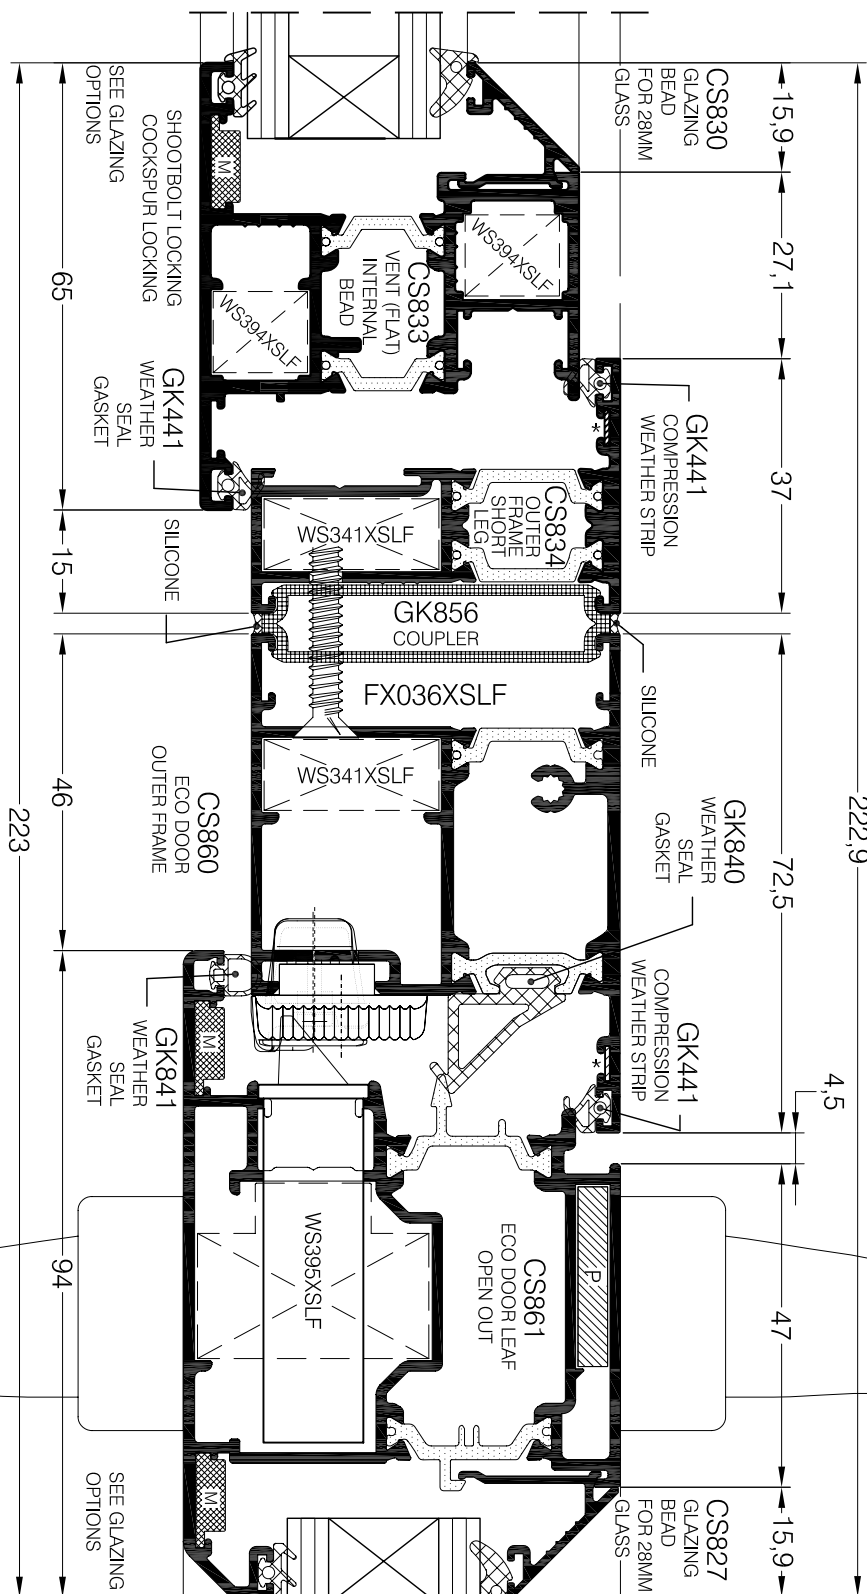 CS830
GLAZING
BEAD
FOR 28MM
GLASS
15,9
27,1
37
222,9
SEE GLAZING
OPTIONS
SHOOTBOLT LOCKING
COCKSPUR LOCKING
M
WS394XSLF
WS394XSLF
CS833
VENT (FLAT)
INTERNAL
BEAD
65
GK441
WEATHER
SEAL
GASKET
GK441
COMPRESSION
WEATHER STRIP
*
CS834
OUTER
FRAME
SHORT
LEG
WS341XSLF
15
SILICONE
GK856
COUPLER
FX036XSLF
SILICONE
WS341XSLF
46
223
CS860
ECO DOOR
OUTER FRAME
GK840
WEATHER
SEAL
GASKET
72,5
GK441
COMPRESSION
WEATHER STRIP
*
4,5
GK841
WEATHER
SEAL
GASKET
M
WS395XSLF
CS861
ECO DOOR LEAF
OPEN OUT
P
47
94
M
SEE GLAZING
OPTIONS
CS827
GLAZING
BEAD
FOR 28MM
GLASS
15,9